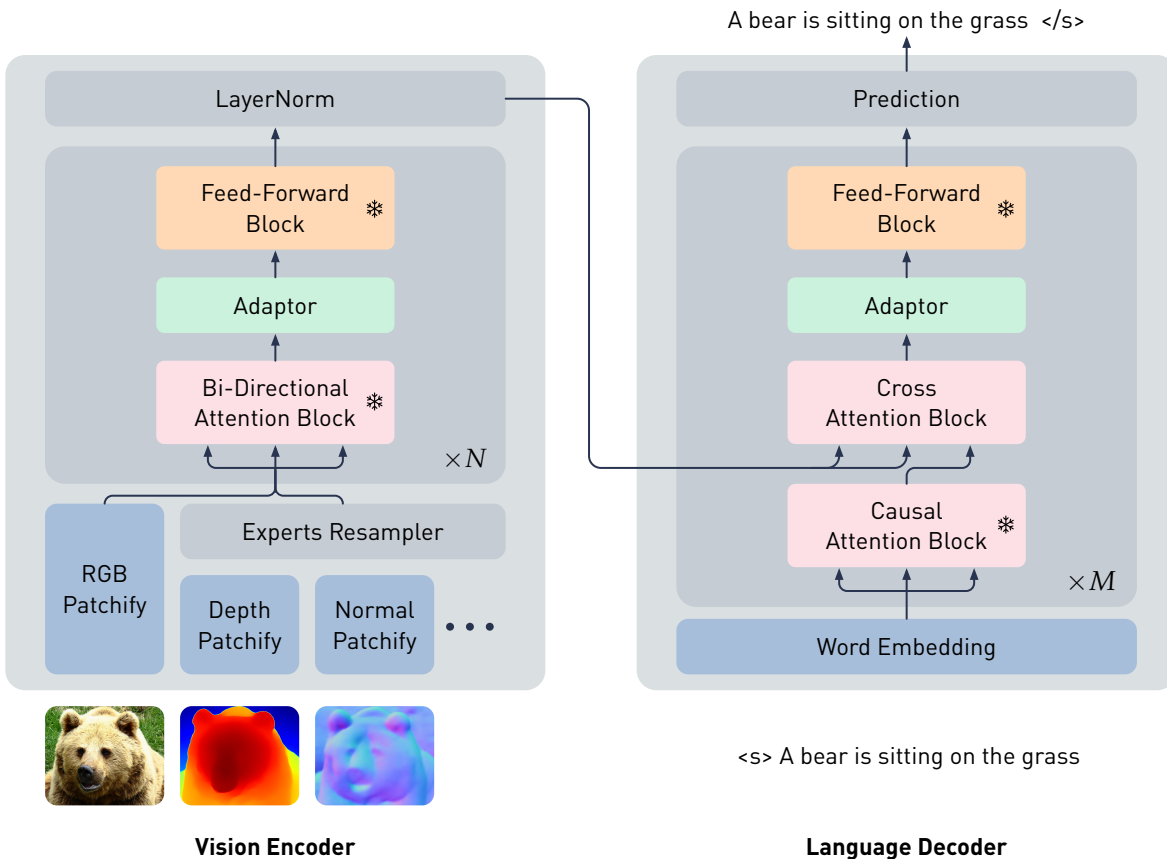 A bear is sitting on the grass </s>
LayerNorm
Feed-Forward
Block
Adaptor
Bi-Directional
Attention Block
×N
RGB
Patchify
Experts Resampler
Depth
Patchify
Normal
Patchify
Vision Encoder
Prediction
Feed-Forward
Block
Adaptor
Cross
Attention Block
Causal
Attention Block
×M
Word Embedding
<s> A bear is sitting on the grass
Language Decoder